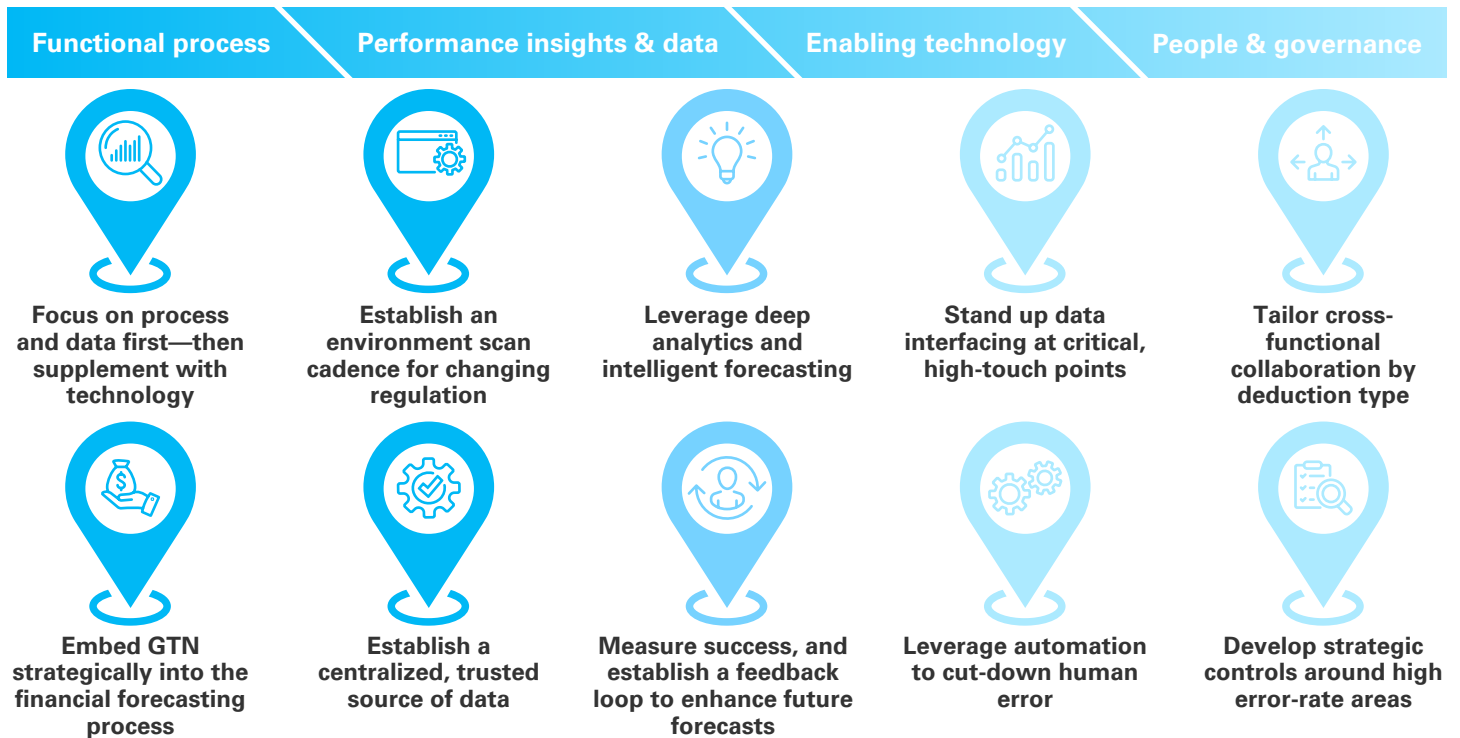 Functional process
Performance insights & data
Enabling technology
People & governance
Focus on process
and data first—then
supplement with
technology
Establish an
environment scan
cadence for changing
regulation
Leverage deep
analytics and
intelligent forecasting
Stand up data
interfacing at critical,
high-touch points
Tailor cross-
functional
collaboration by
deduction type
$
Embed GTN
strategically into the
financial forecasting
process
Establish a
centralized, trusted
source of data
Measure success, and
establish a feedback
loop to enhance future
forecasts
Leverage automation
to cut-down human
error
Develop strategic
controls around high
error-rate areas